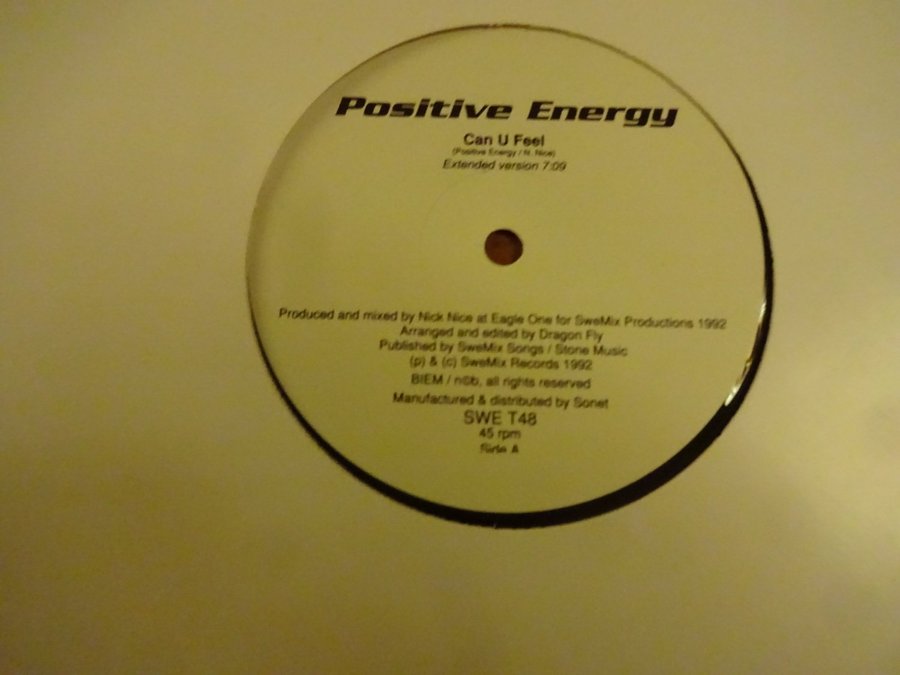 Positive Energy
Can U Feel
(Positive Energy / N. Nice)
Extended version 7:09
Produced and mixed by Nick Nice at Eagle One for SweMix Productions 1992
Arranged and edited by Dragon Fly
Published by SweMix Songs / Stone Music
(p) & (c) SweMix Records 1992
BIEM / n©b, all rights reserved
Manufactured & distributed by Sonet
SWE T48
45 rpm
Side A